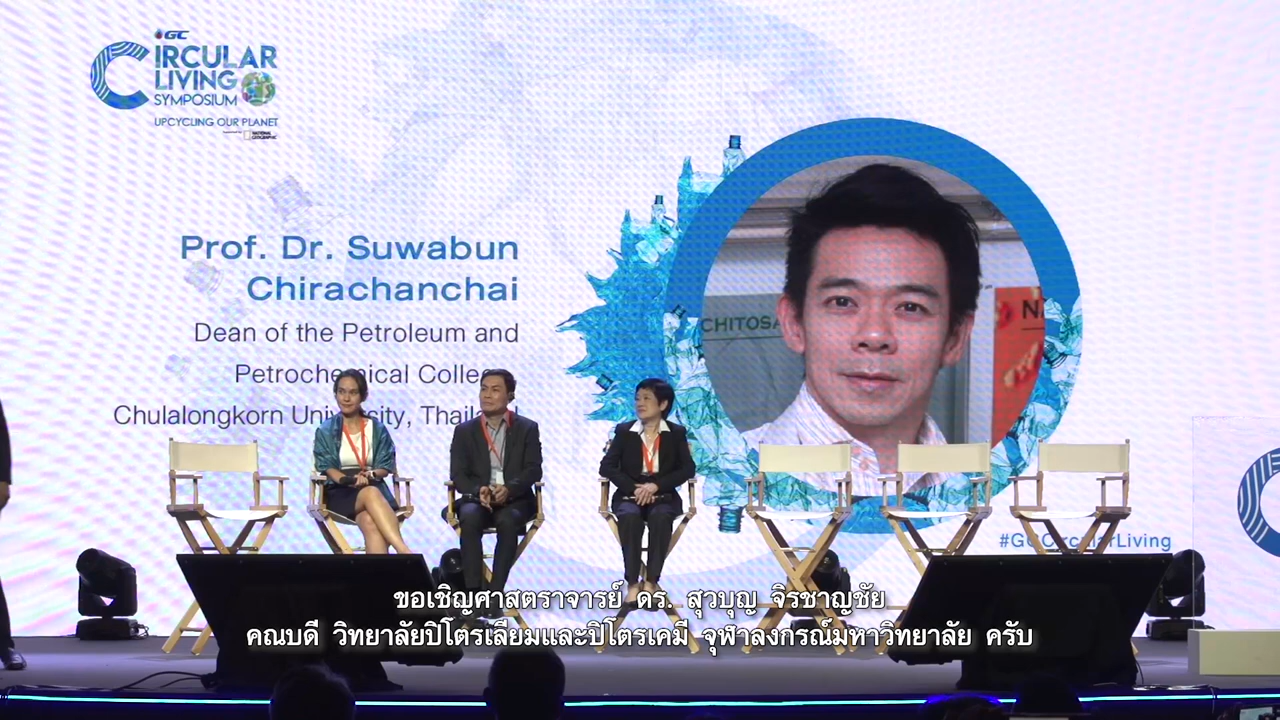 GC
CIRCULAR
LIVING
SYMPOSIUM
UPCYCLING OUR PLANET
NATIONAL
GEOGRAPHIC
Prof. Dr. Suwabun
Chirachanchai
Dean of the Petroleum and
Petrochemical College
Chulalongkorn University, Thailand
CHITOSA
N
#GCCircularLiving
ขอเชิญศาสตราจารย์ ดร. สุวบุญ จิรชาญชัย
คณบดี วิทยาลัยปิโตรเลียมและปิโตรเคมี จุฬาลงกรณ์มหาวิทยาลัย ครับ